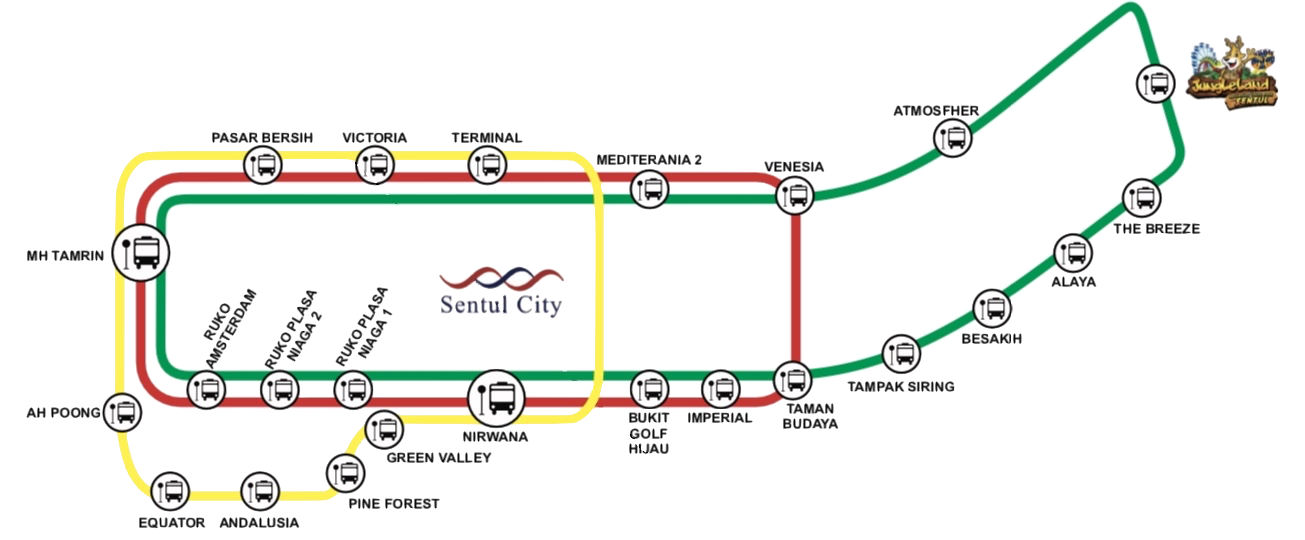 PASAR BERSIH
VICTORIA
TERMINAL
MEDITERANIA 2
VENESIA
ATMOSFHER
JungleLand
SENTUL
THE BREEZE
ALAYA
BESAKIH
TAMPAK SIRING
MH TAMRIN
Sentul City
RUKO
AMSTERDAM
RUKO PLASA
NIAGA 2
RUKO PLASA
NIAGA 1
AH POONG
NIRWANA
BUKIT
GOLF
HIJAU
IMPERIAL
TAMAN
BUDAYA
GREEN VALLEY
PINE FOREST
EQUATOR
ANDALUSIA